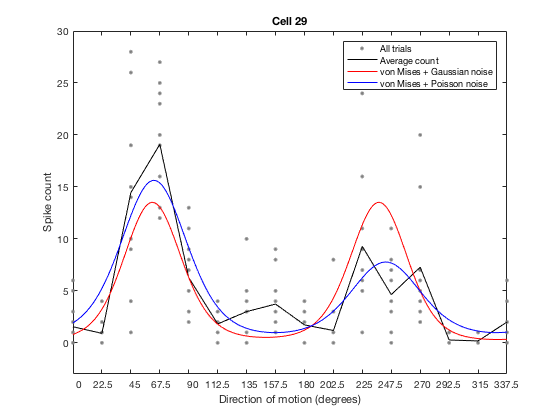 Cell 29
All trials
Average count
von Mises + Gaussian noise
von Mises + Poisson noise
30
25
20
15
10
5
0
Spike count
0 22.5 45 67.5 90 112.5 135 157.5 180 202.5 225 247.5 270 292.5 315 337.5
Direction of motion (degrees)